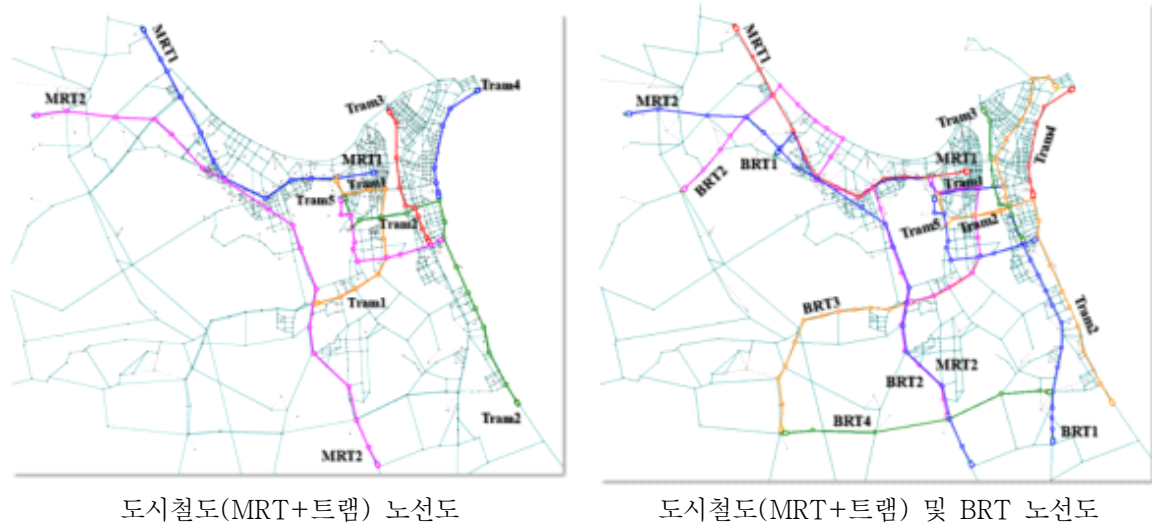 MRT1
MRT2
Tram3
Tram4
MRT1
Tram1
Tram5
Tram2
Tram1
Tram2
MRT2
MRT1
MRT2
BRT1
BRT2
Tram3
Tram4
MRT1
Tram1
Tram5
Tram2
BRT3
Tram2
MRT2
BRT2
BRT4
BRT1
도시철도(MRT+트램) 노선도
도시철도(MRT+트램) 및 BRT 노선도